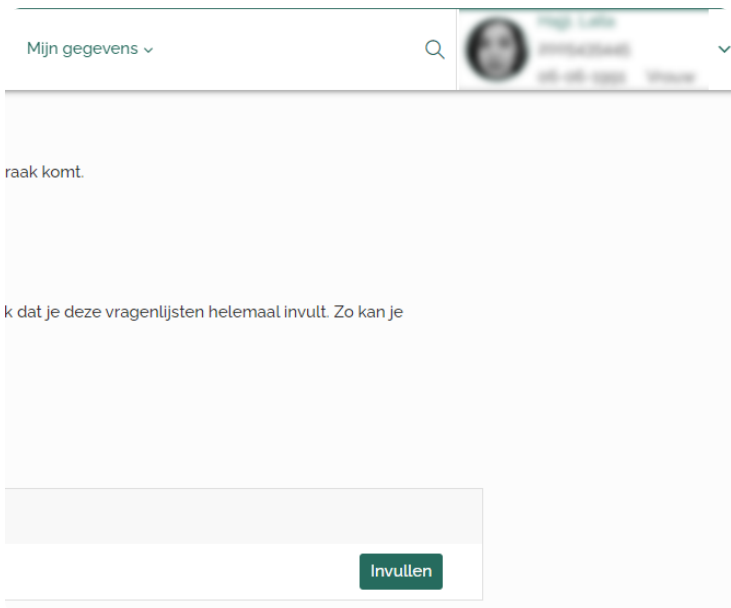 Mijn gegevens
raak komt.
k dat je deze vragenlijsten helemaal invult. Zo kan je
Invullen